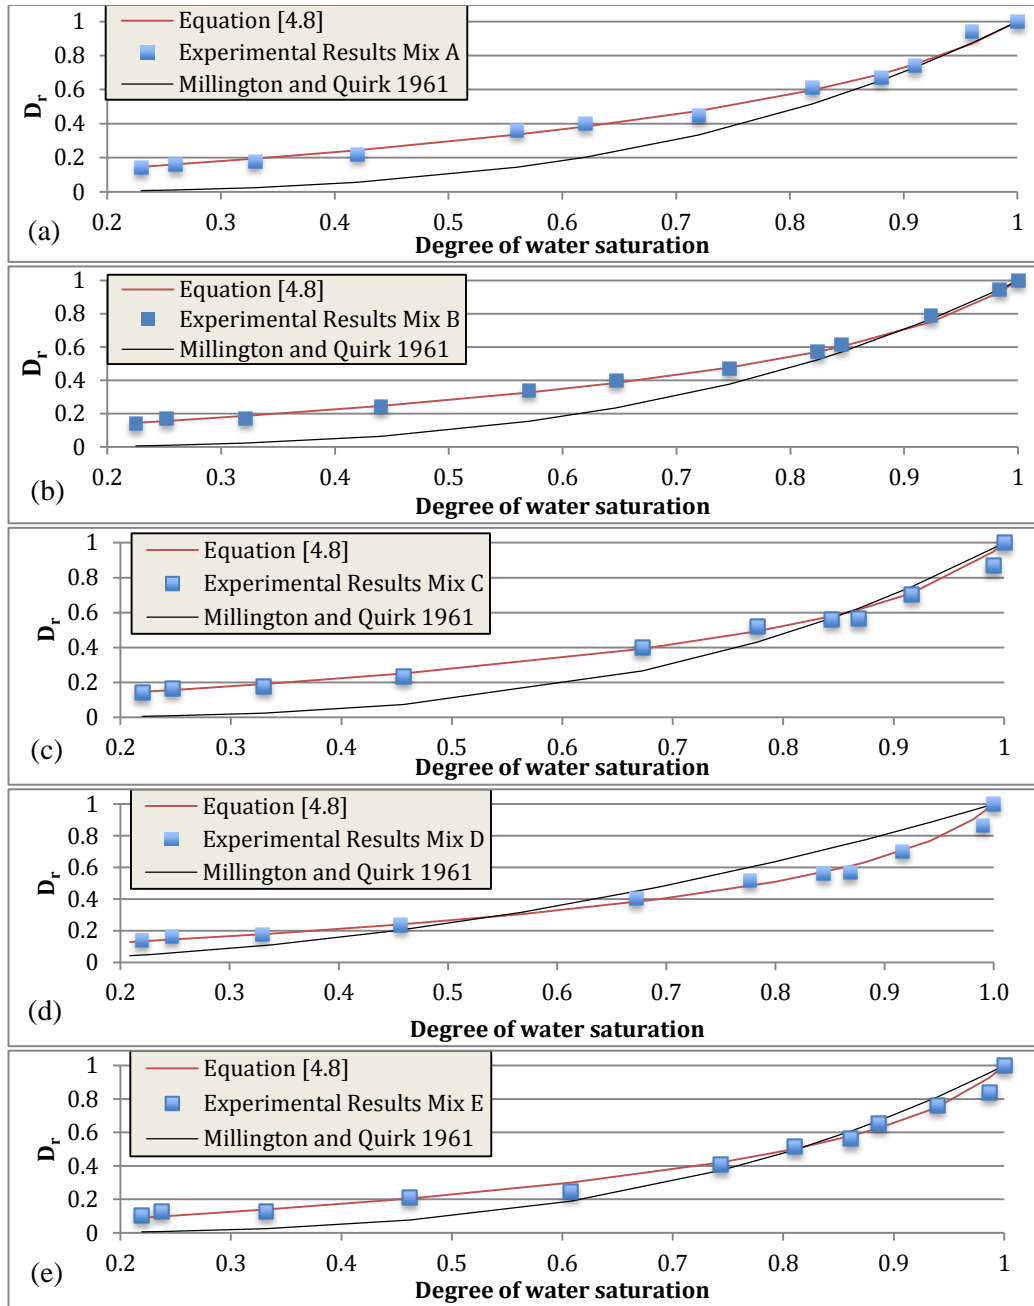 1
Equation [4.8]
0.8
Experimental Results Mix A
0.6
Millington and Quirk 1961
Dr
0.4
0.2
0
0.2 0.3 0.4 0.5 0.6 0.7 0.8 0.9 1
(a)
Degree of water saturation
1
Equation [4.8]
0.8
Experimental Results Mix B
0.6
Millington and Quirk 1961
Dr
0.4
0.2
0
0.2 0.3 0.4 0.5 0.6 0.7 0.8 0.9 1
(b)
Degree of water saturation
1
Equation [4.8]
0.8
Experimental Results Mix C
0.6
Millington and Quirk 1961
Dr
0.4
0.2
0
0.2 0.3 0.4 0.5 0.6 0.7 0.8 0.9 1
(c)
Degree of water saturation
1
Equation [4.8]
0.8
Experimental Results Mix D
0.6
Millington and Quirk 1961
Dr
0.4
0.2
0
0.2 0.3 0.4 0.5 0.6 0.7 0.8 0.9 1.0
(d)
Degree of water saturation
1
Equation [4.8]
0.8
Experimental Results Mix E
0.6
Millington and Quirk 1961
Dr
0.4
0.2
0
0.2 0.3 0.4 0.5 0.6 0.7 0.8 0.9 1
(e)
Degree of water saturation